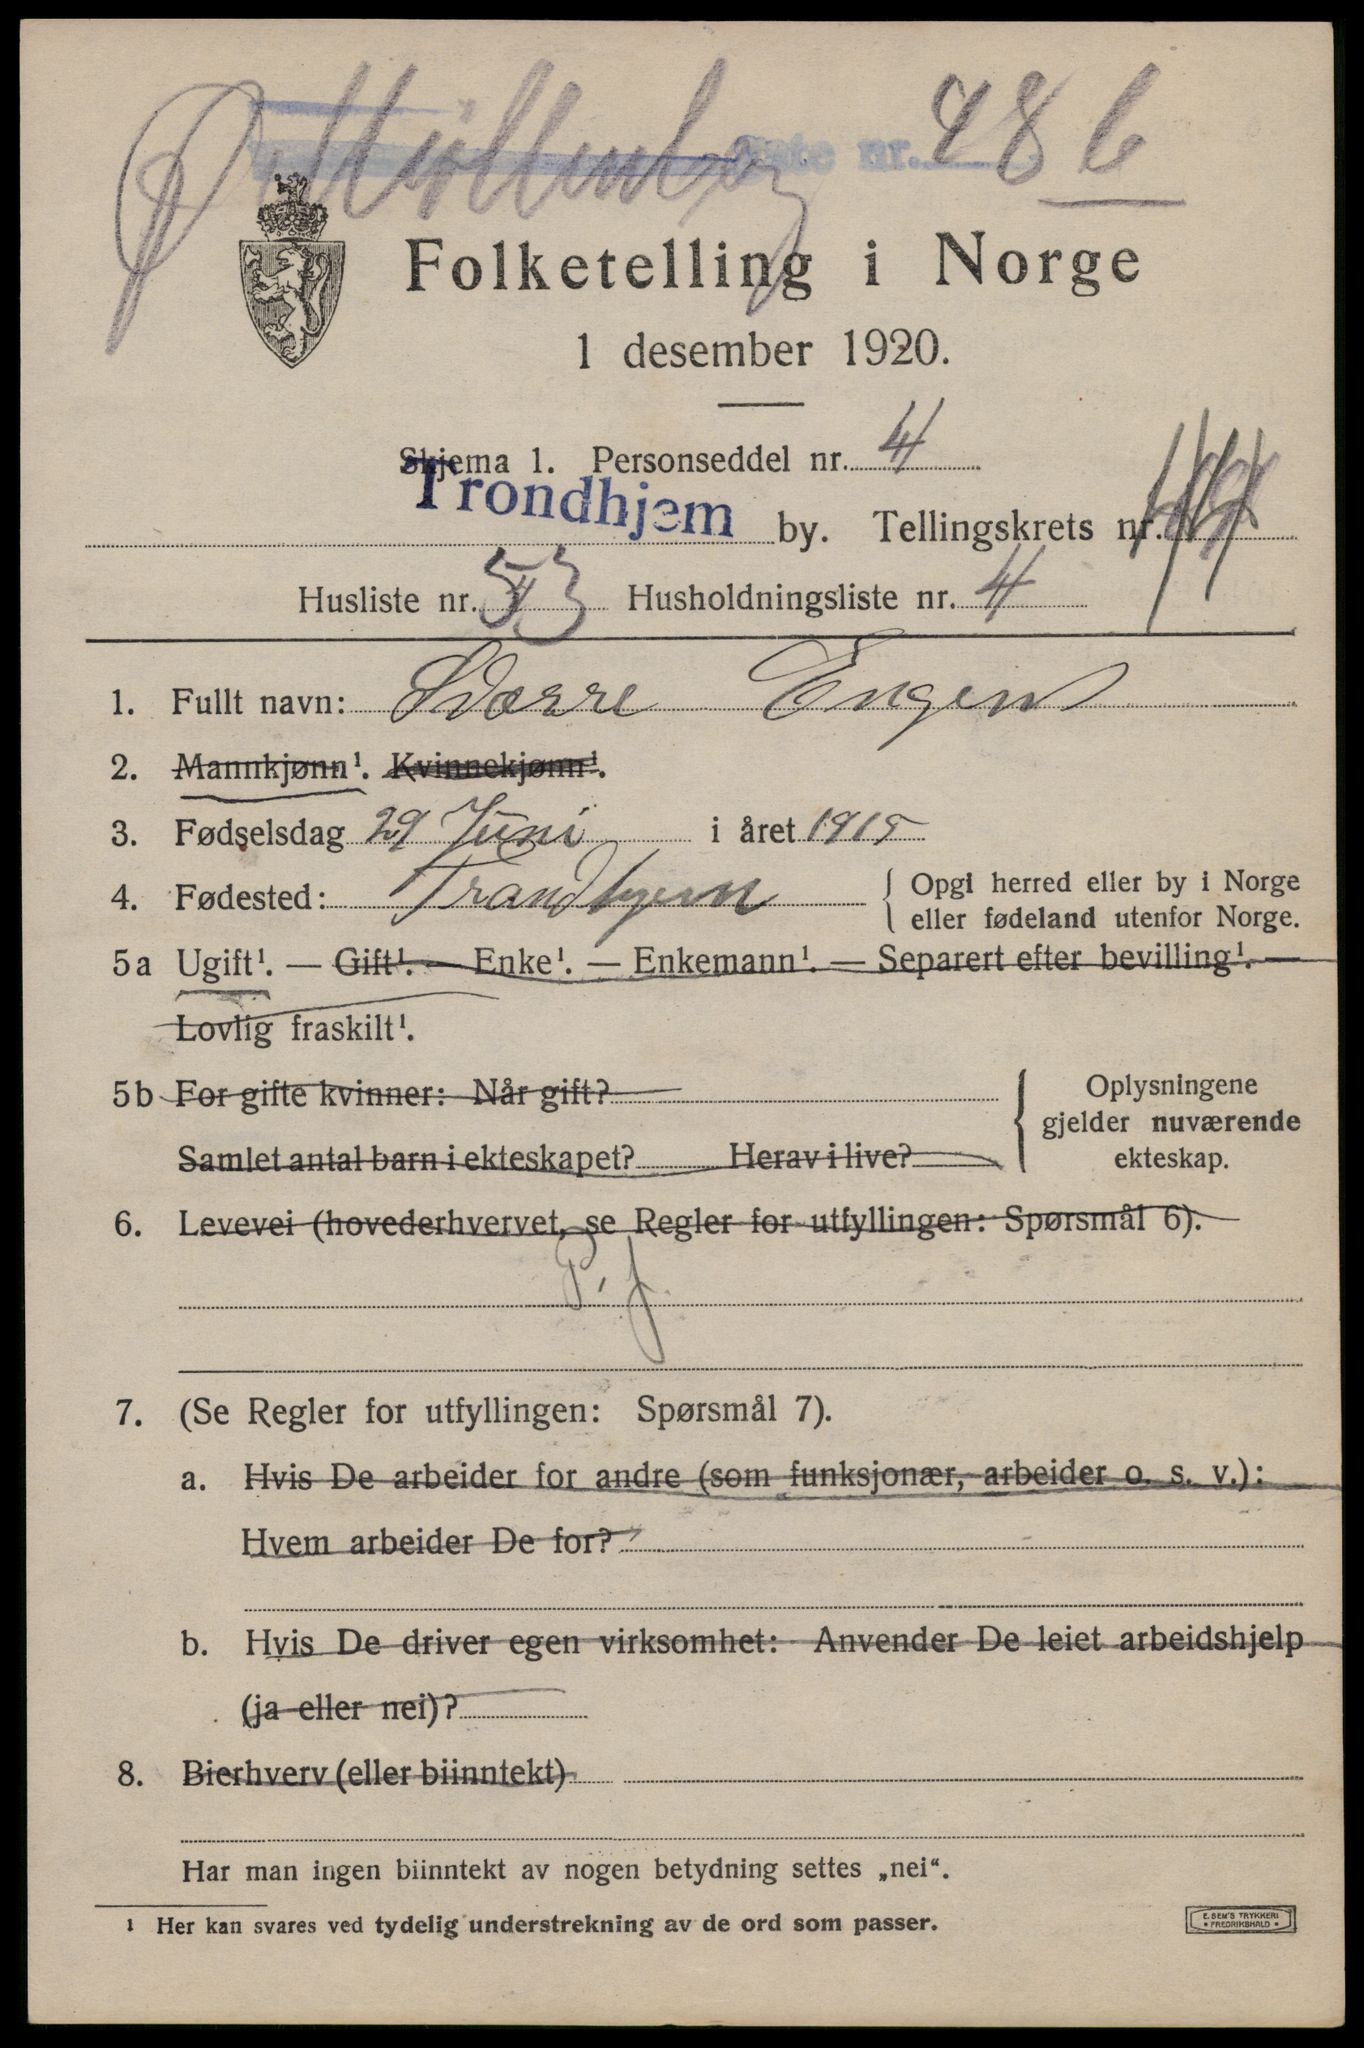 Ø. Møllenberg gate nr. 48 b
Folketelling i Norge
1 desember 1920.
Skjema 1. Personseddel nr. 4
Trondhjem by. Tellingskrets nr.
Husliste nr. 53 Husholdningsliste nr. 4
1. Fullt navn: Sværre Engen
2. Mannkjønn¹. Kvinnekjønn¹.
3. Fødselsdag 29 Juni i året 1915
4. Fødested: Trondhjem { Opgi herred eller by i Norge
eller fødeland utenfor Norge.
5a Ugift¹. — Gift¹. — Enke¹. — Enkemann¹. — Separert efter bevilling¹. —
Lovlig fraskilt¹.
5b For gifte kvinner: Når gift?
Samlet antal barn i ekteskapet? Herav i live?
{ Oplysningene
gjelder nuværende
ekteskap.
6. Levevei (hovederhvervet, se Regler for utfyllingen: Spørsmål 6).
P. f.
7. (Se Regler for utfyllingen: Spørsmål 7).
a. Hvis De arbeider for andre (som funksjonær, arbeider o. s. v.):
Hvem arbeider De for?
b. Hvis De driver egen virksomhet: Anvender De leiet arbeidshjelp
(ja eller nei)?
8. Bierhverv (eller biinntekt)
Har man ingen biinntekt av nogen betydning settes „nei“.
¹ Her kan svares ved tydelig understrekning av de ord som passer.
E. SEM'S TRYKKERI
• FREDRIKSHALD •